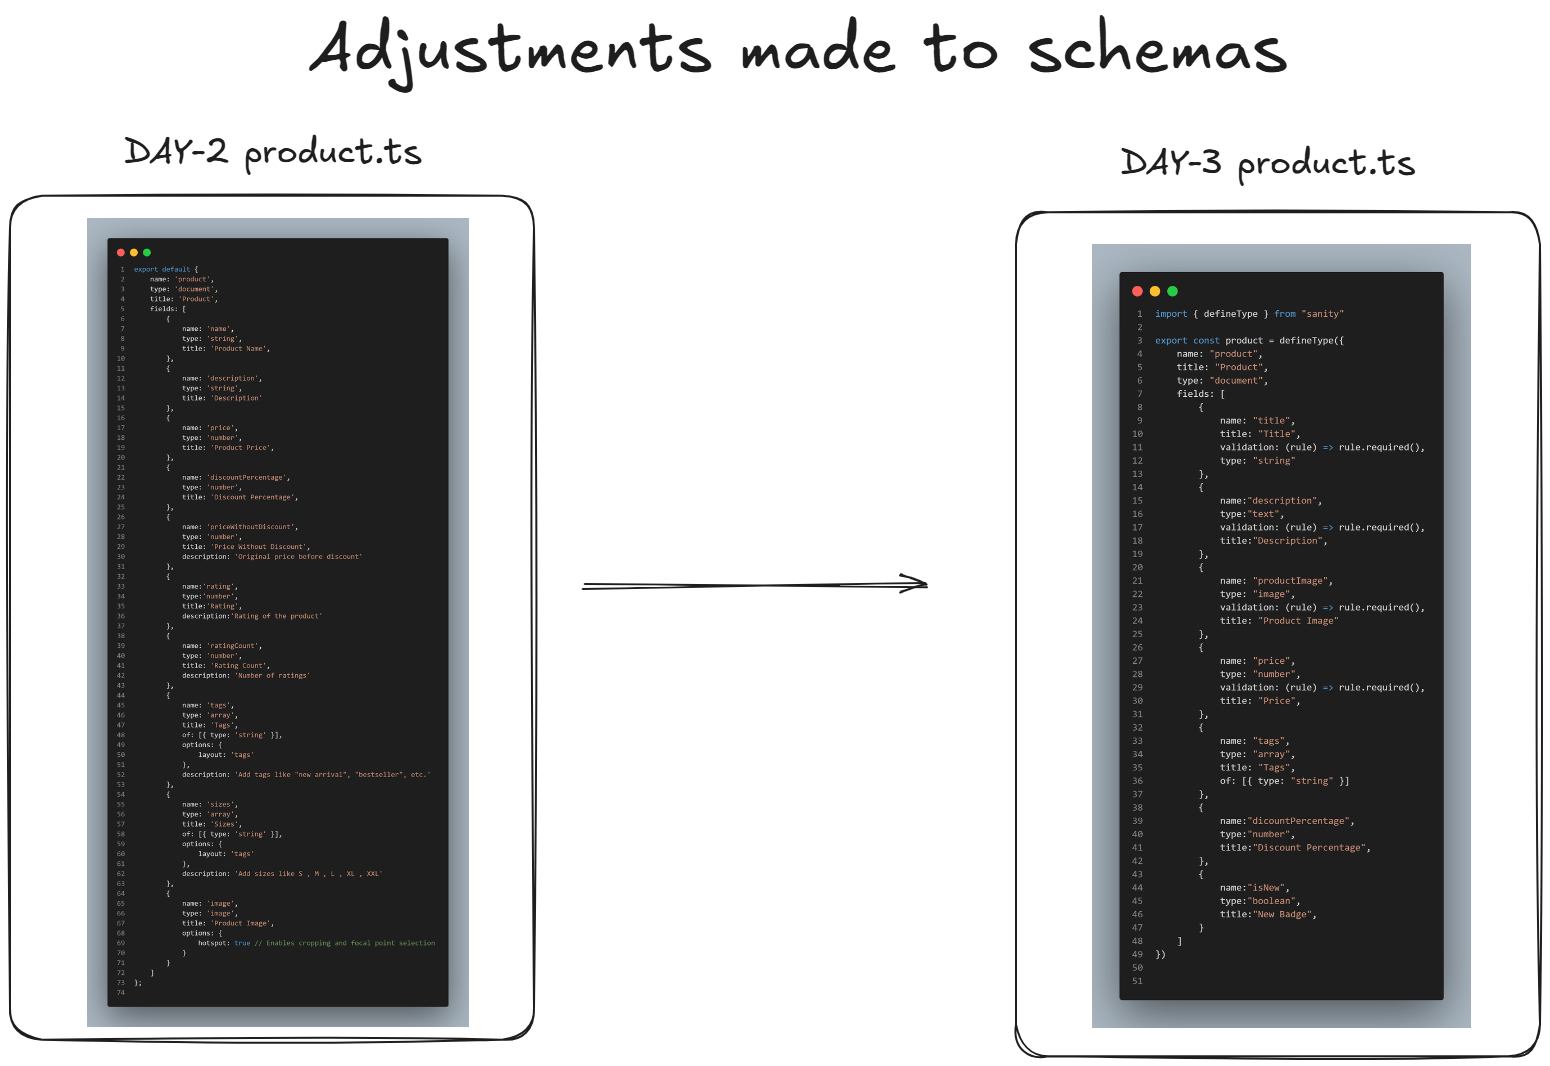 Adjustments made to schemas
DAY-2 product.ts
1 export default {
2 name: 'product',
3 type: 'document',
4 title: 'Product',
5 fields: [
6 {
7 name: 'name',
8 type: 'string',
9 title: 'Product Name',
10 },
11 {
12 name: 'description',
13 type: 'string',
14 title: 'Description'
15 },
16 {
17 name: 'price',
18 type: 'number',
19 title: 'Product Price',
20 },
21 {
22 name: 'discountPercentage',
23 type: 'number',
24 title: 'Discount Percentage',
25 },
26 {
27 name: 'priceWithoutDiscount',
28 type: 'number',
29 title: 'Price Without Discount',
30 description: 'Original price before discount'
31 },
32 {
33 name:'rating',
34 type:'number',
35 title:'Rating',
36 description:'Rating of the product'
37 },
38 {
39 name: 'ratingCount',
40 type: 'number',
41 title: 'Rating Count',
42 description: 'Number of ratings'
43 },
44 {
45 name: 'tags',
46 type: 'array',
47 title: 'Tags',
48 of: [{ type: 'string' }],
49 options: {
50 layout: 'tags'
51 },
52 description: 'Add tags like "new arrival", "bestseller", etc.'
53 },
54 {
55 name: 'sizes',
56 type: 'array',
57 title: 'Sizes',
58 of: [{ type: 'string' }],
59 options: {
60 layout: 'tags'
61 },
62 description: 'Add sizes like S , M , L , XL , XXL'
63 },
64 {
65 name: 'image',
66 type: 'image',
67 title: 'Product Image',
68 options: {
69 hotspot: true // Enables cropping and focal point selection
70 }
71 }
72 ]
73 };
74
DAY-3 product.ts
1 import { defineType } from "sanity"
2
3 export const product = defineType({
4 name: "product",
5 title: "Product",
6 type: "document",
7 fields: [
8 {
9 name: "title",
10 title: "Title",
11 validation: (rule) => rule.required(),
12 type: "string"
13 },
14 {
15 name:"description",
16 type:"text",
17 validation: (rule) => rule.required(),
18 title:"Description",
19 },
20 {
21 name: "productImage",
22 type: "image",
23 validation: (rule) => rule.required(),
24 title: "Product Image"
25 },
26 {
27 name: "price",
28 type: "number",
29 validation: (rule) => rule.required(),
30 title: "Price",
31 },
32 {
33 name: "tags",
34 type: "array",
35 title: "Tags",
36 of: [{ type: "string" }]
37 },
38 {
39 name:"dicountPercentage",
40 type:"number",
41 title:"Discount Percentage",
42 },
43 {
44 name:"isNew",
45 type:"boolean",
46 title:"New Badge",
47 }
48 ]
49 })
50
51